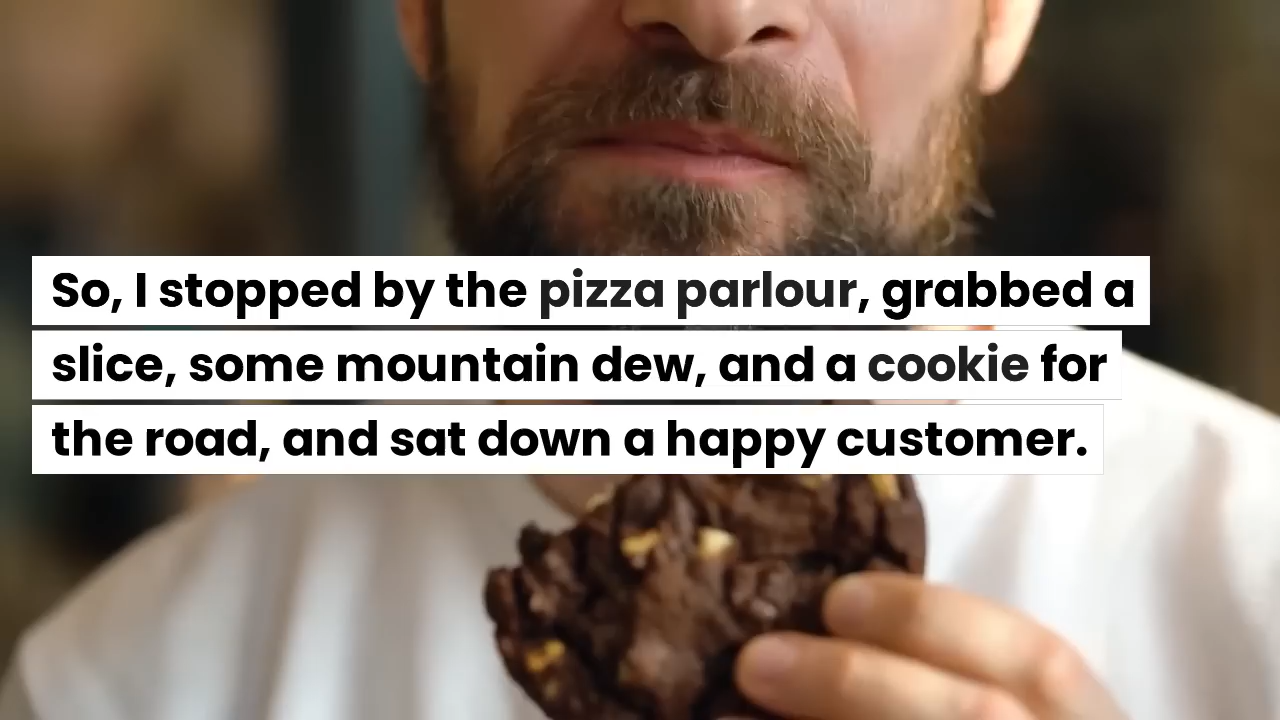 So, I stopped by the pizza parlour, grabbed a
slice, some mountain dew, and a cookie for
the road, and sat down a happy customer.